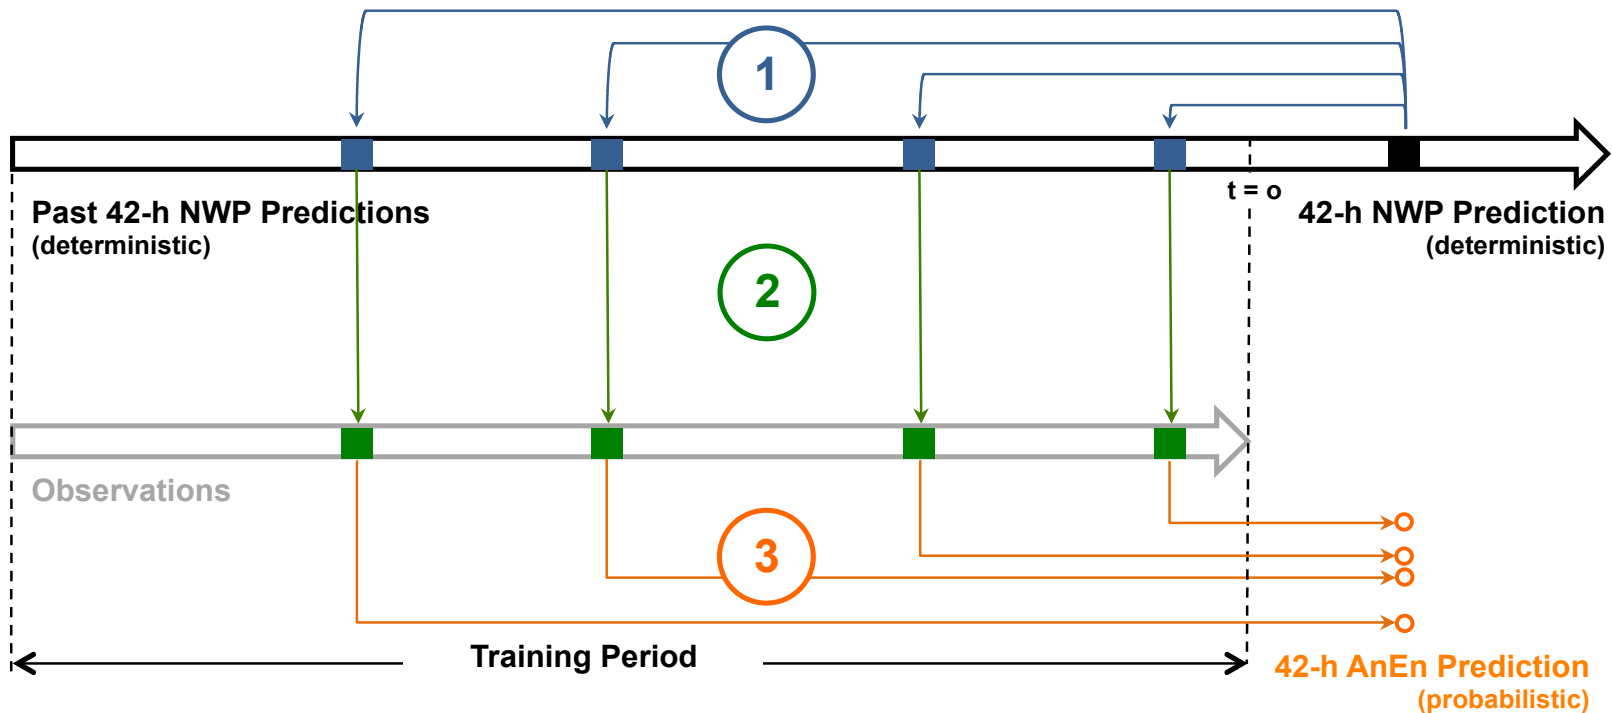 1
t = o
Past 42-h NWP Predictions
(deterministic)
42-h NWP Prediction
(deterministic)
2
Observations
3
Training Period
42-h AnEn Prediction
(probabilistic)